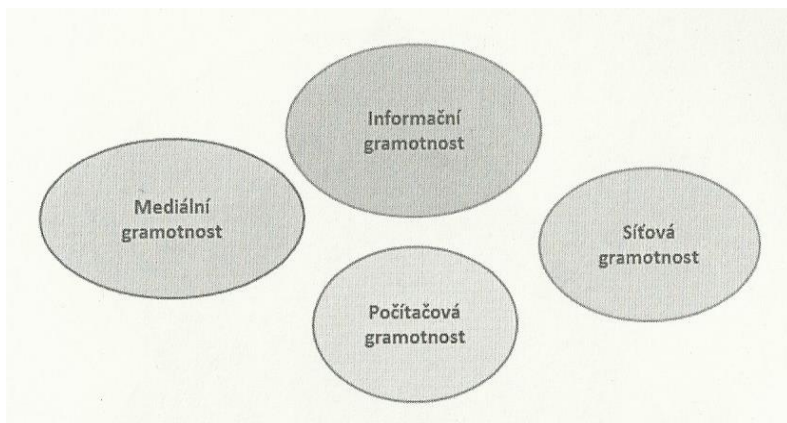 Informační
gramotnost
Mediální
gramotnost
Síťová
gramotnost
Počítačová
gramotnost